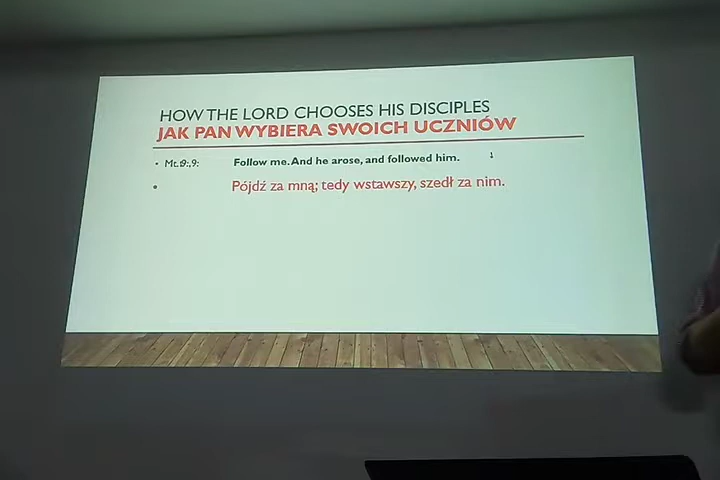 HOW THE LORD CHOOSES HIS DISCIPLES
JAK PAN WYBIERA SWOICH UCZNIÓW
• Mt.9:,9: Follow me. And he arose, and followed him.
• Pójdź za mną; tedy wstawszy, szedł za nim.